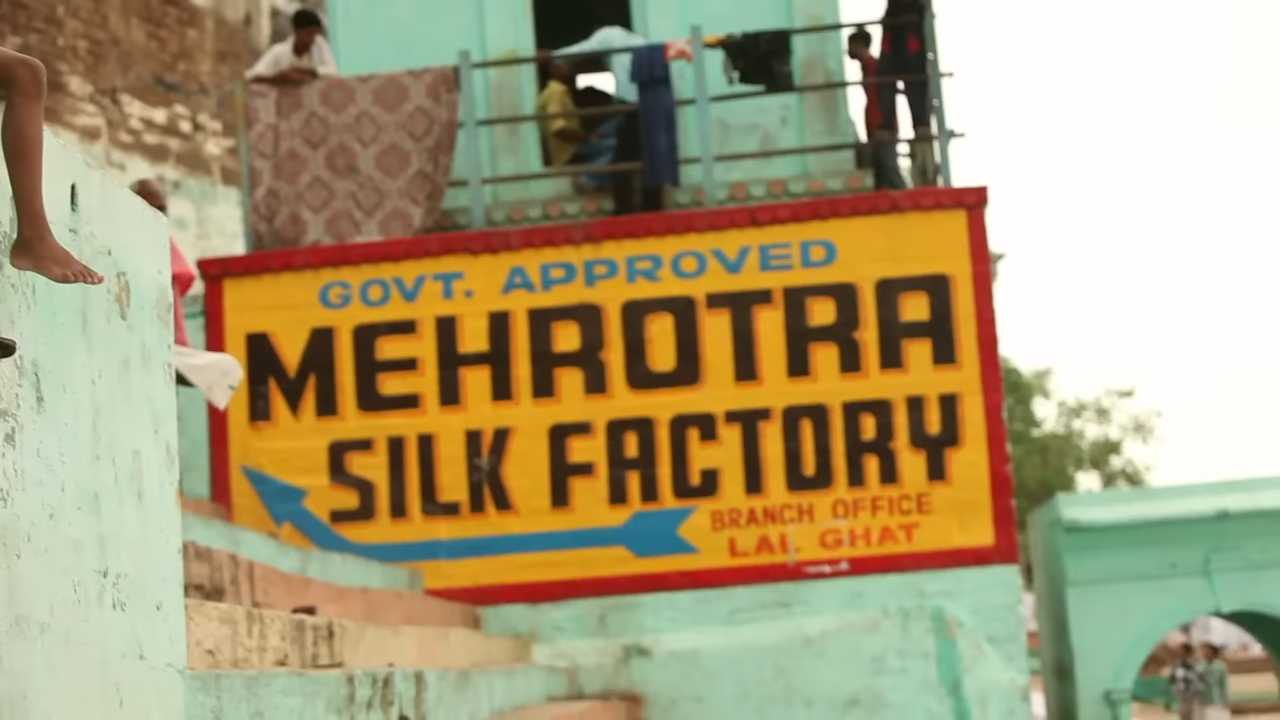 GOVT. APPROVED
MEHROTRA
SILK FACTORY
BRANCH OFFICE
LAL GHAT